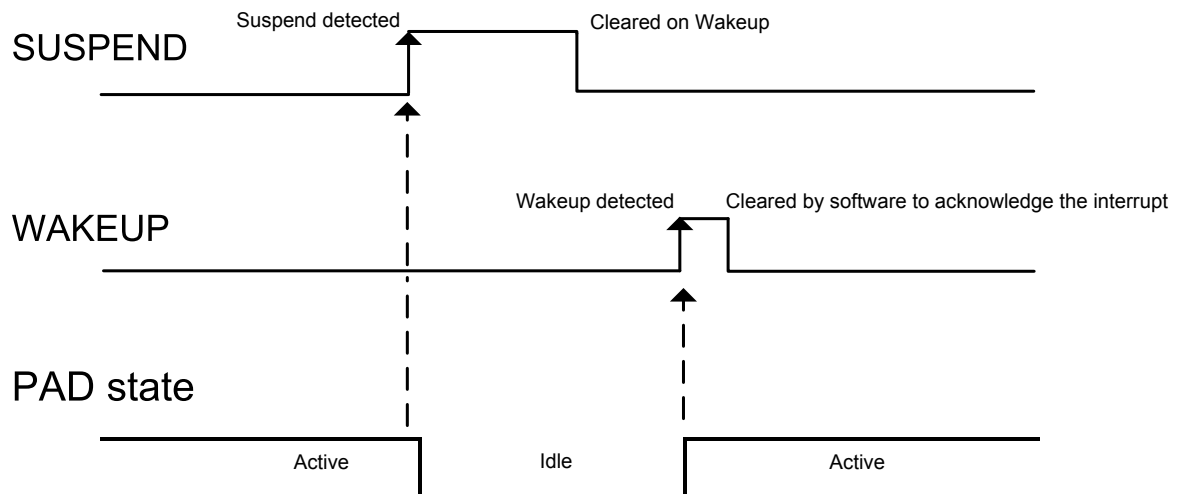 Suspend detected
Cleared on Wakeup
SUSPEND
Wakeup detected
Cleared by software to acknowledge the interrupt
WAKEUP
PAD state
Active
Idle
Active